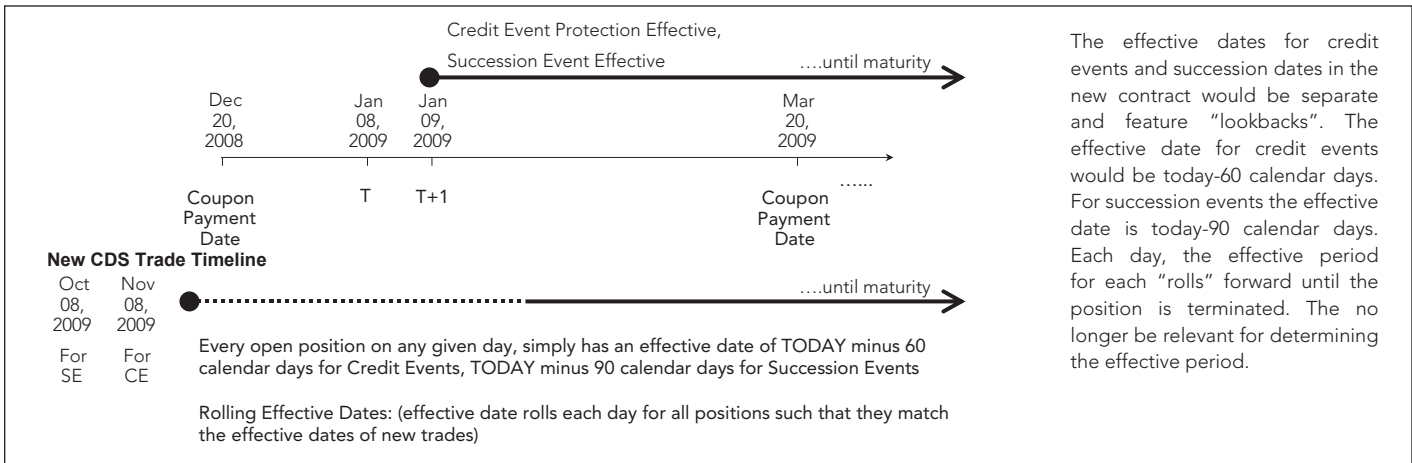 Credit Event Protection Effective,
Succession Event Effective
….until maturity
Dec
20,
2008
Jan
08,
2009
Jan
09,
2009
Mar
20,
2009
Coupon
Payment
Date
T
T+1
Coupon
Payment
Date
…...
New CDS Trade Timeline
Oct
08,
2009
Nov
08,
2009
….until maturity
For
SE
For
CE
Every open position on any given day, simply has an effective date of TODAY minus 60
calendar days for Credit Events, TODAY minus 90 calendar days for Succession Events
Rolling Effective Dates: (effective date rolls each day for all positions such that they match
the effective dates of new trades)
The effective dates for credit
events and succession dates in the
new contract would be separate
and feature “lookbacks”. The
effective date for credit events
would be today-60 calendar days.
For succession events the effective
date is today-90 calendar days.
Each day, the effective period
for each “rolls” forward until the
position is terminated. The no
longer be relevant for determining
the effective period.